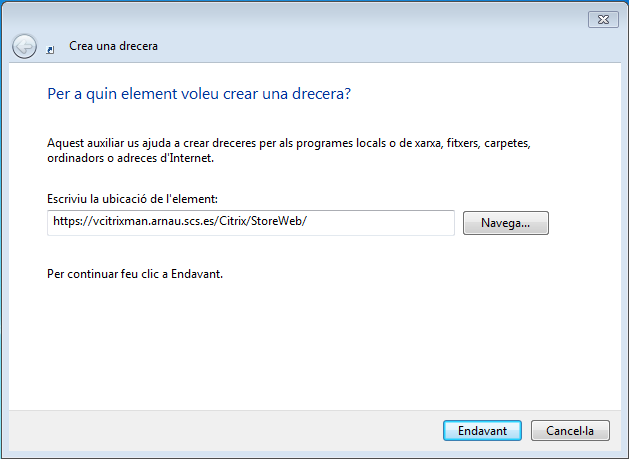 Crea una drecera
Per a quin element voleu crear una drecera?
Aquest auxiliar us ajuda a crear dreceres per als programes locals o de xarxa, fitxers, carpetes,
ordinadors o adreces d'Internet.
Escriviu la ubicació de l'element:
https://vcitrixman.arnau.scs.es/Citrix/StoreWeb/
Navega...
Per continuar feu clic a Endavant.
Endavant
Cancel·la